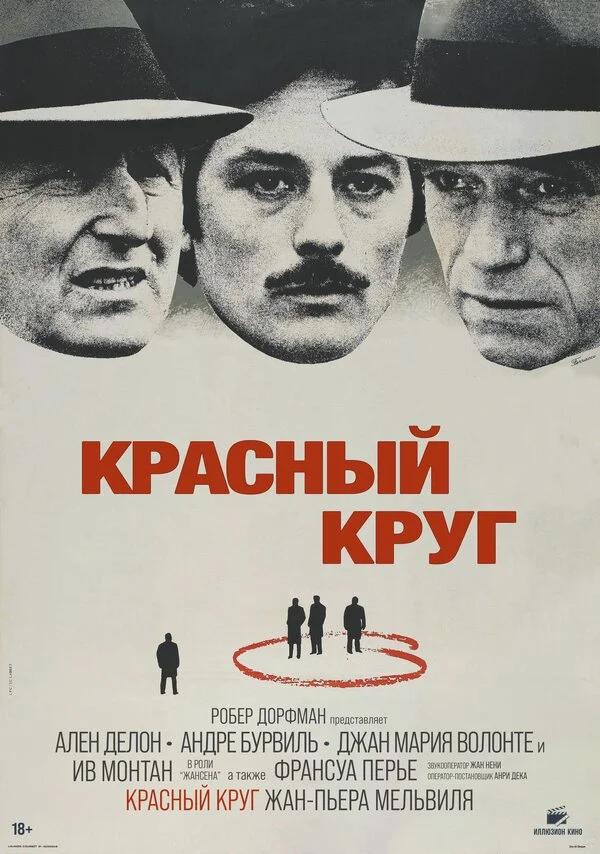 КРАСНЫЙ
КРУГ
РОБЕР ДОРФМАН представляет
АЛЕН ДЕЛОН • АНДРЕ БУРВИЛЬ • ДЖАН МАРИЯ ВОЛОНТЕ и
ИВ МОНТАН В РОЛИ "ЖАНСЕНА" а также ФРАНСУА ПЕРЬЕ ЗВУКООПЕРАТОР ЖАН НЕНИ
ОПЕРАТОР-ПОСТАНОВЩИК АНРИ ДЕКА
КРАСНЫЙ КРУГ ЖАН-ПЬЕРА МЕЛЬВИЛЯ
18+
ИЛЛЮЗИОН КИНО